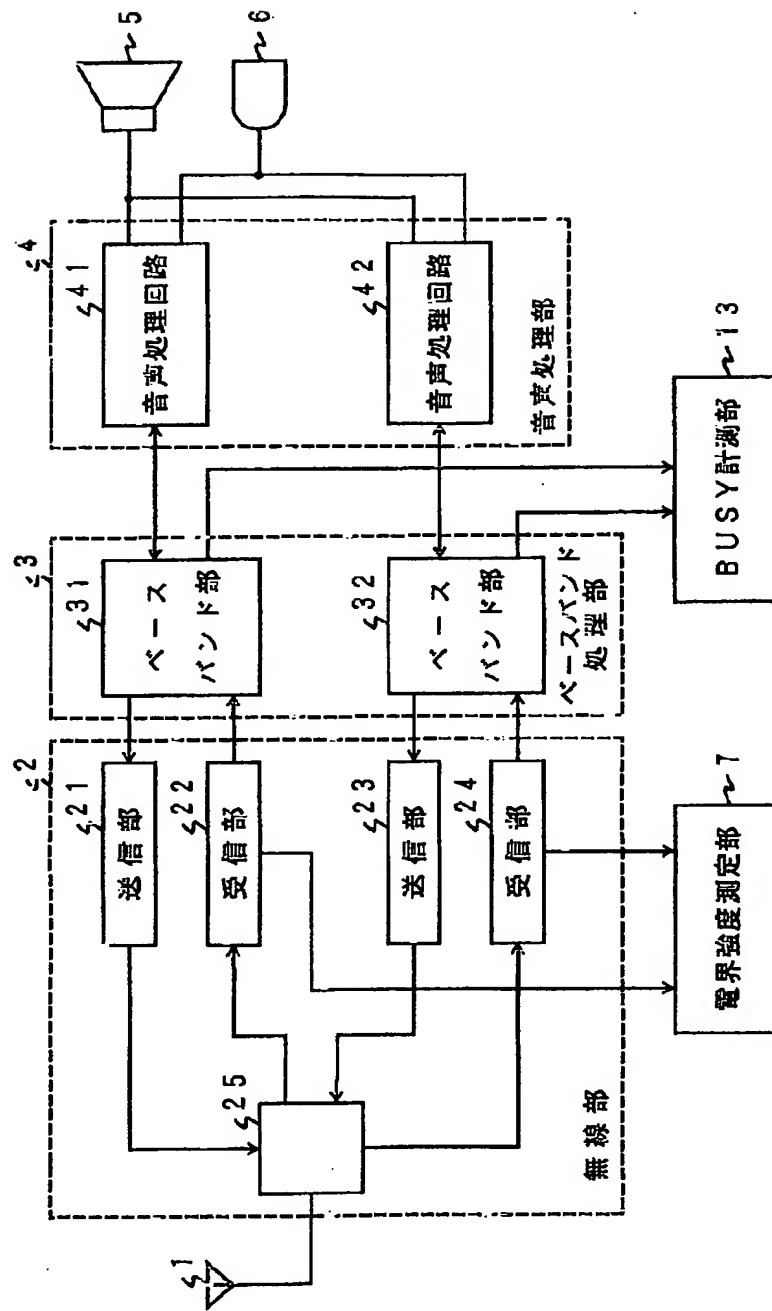 1
2
無線部
25
21
送信部
22
受信部
23
送信部
24
受信部
3
31
ベース
バンド部
32
ベース
バンド部
ベースバンド
処理部
4
41
音声処理回路
42
音声処理回路
音声処理部
5
6
7
電界強度測定部
13
BUSY計測部